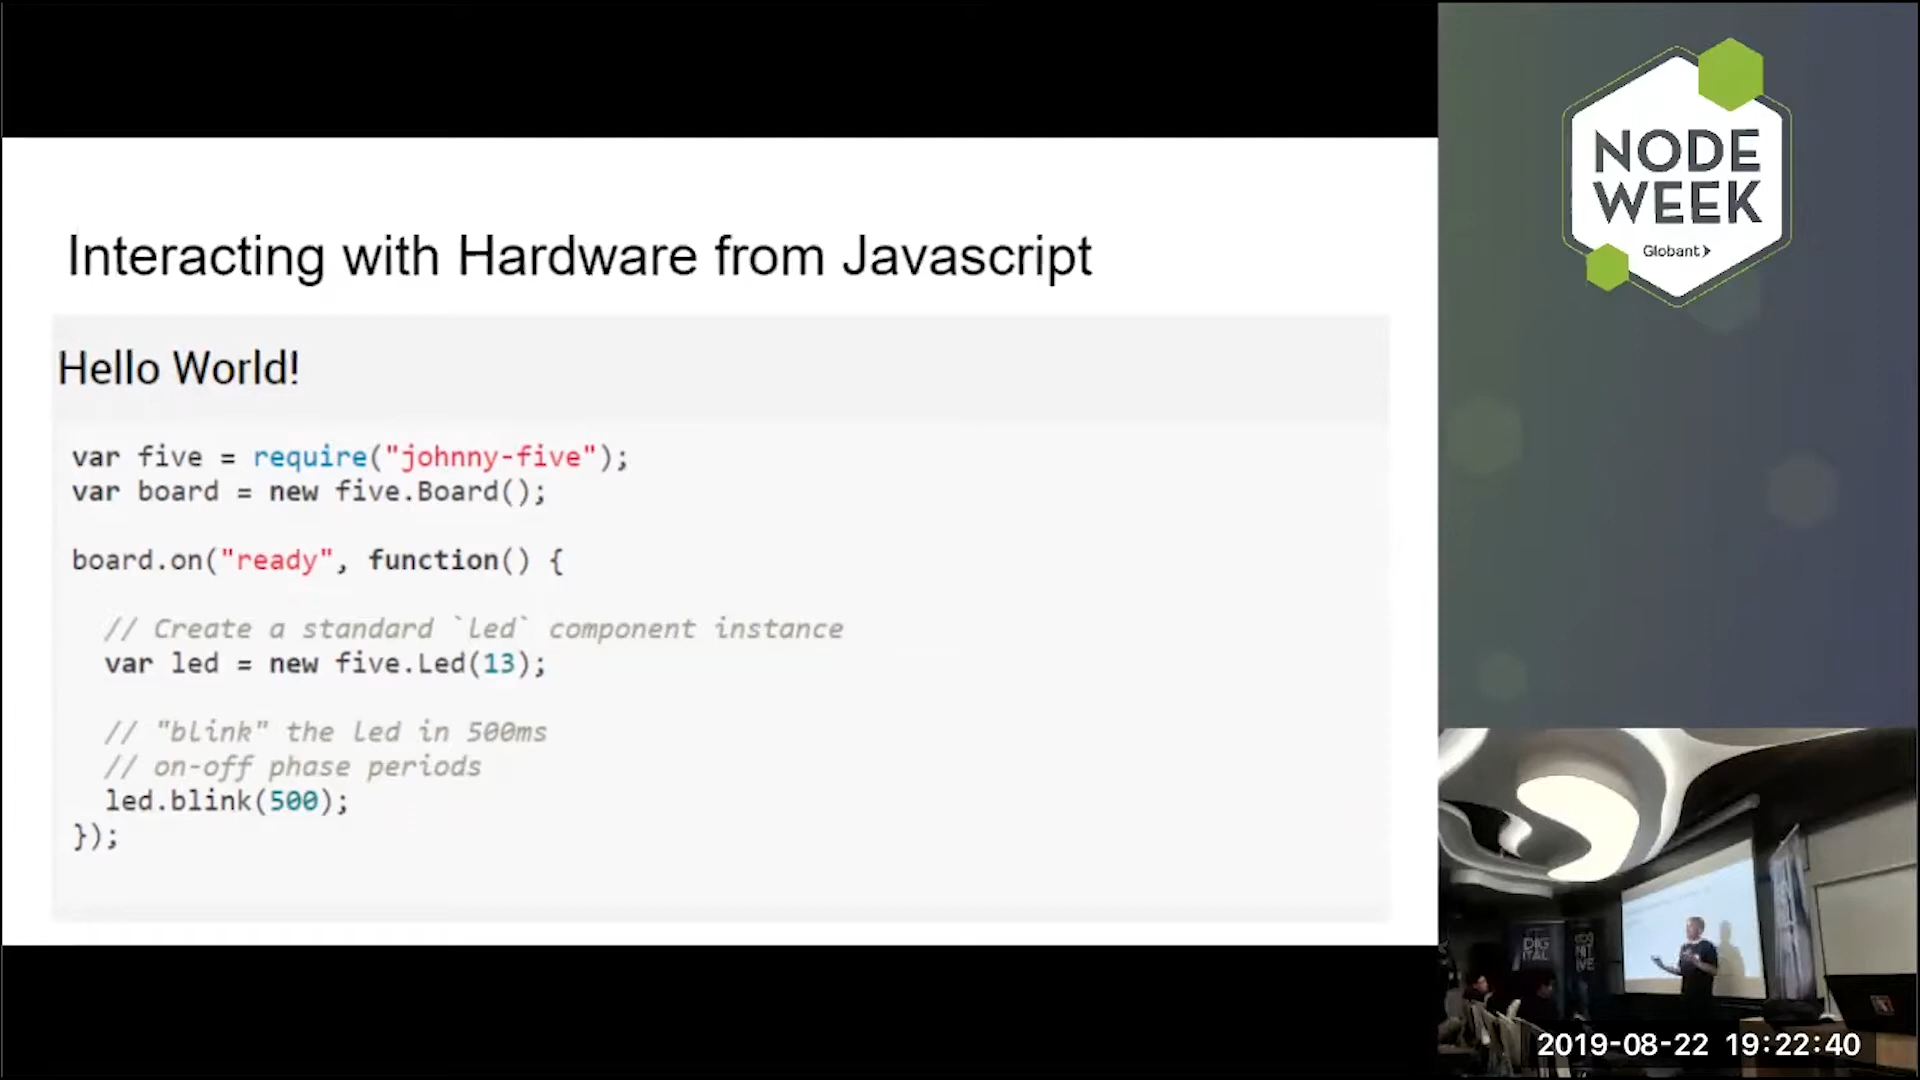 Interacting with Hardware from Javascript
Hello World!
var five = require("johnny-five");
var board = new five.Board();
board.on("ready", function() {
// Create a standard `led` component instance
var led = new five.Led(13);
// "blink" the led in 500ms
// on-off phase periods
led.blink(500);
});
NODE
WEEK
Globant
DIG
ITAL
2019-08-22 19:22:40